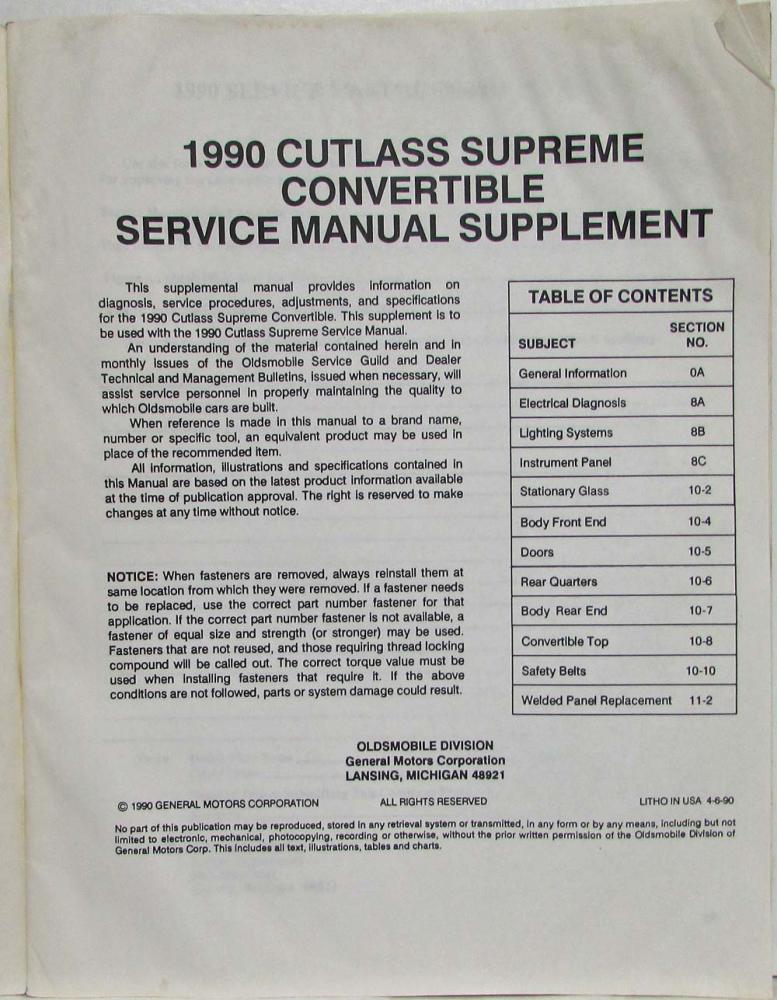 1990 CUTLASS SUPREME
CONVERTIBLE
SERVICE MANUAL SUPPLEMENT
This supplemental manual provides information on
diagnosis, service procedures, adjustments, and specifications
for the 1990 Cutlass Supreme Convertible. This supplement is to
be used with the 1990 Cutlass Supreme Service Manual.
An understanding of the material contained herein and in
monthly issues of the Oldsmobile Service Guild and Dealer
Technical and Management Bulletins, issued when necessary, will
assist service personnel in properly maintaining the quality to
which Oldsmobile cars are built.
When reference is made in this manual to a brand name,
number or specific tool, an equivalent product may be used in
place of the recommended item.
All information, illustrations and specifications contained in
this Manual are based on the latest product information available
at the time of publication approval. The right is reserved to make
changes at any time without notice.
NOTICE: When fasteners are removed, always reinstall them at
same location from which they were removed. If a fastener needs
to be replaced, use the correct part number fastener for that
application. If the correct part number fastener is not available, a
fastener of equal size and strength (or stronger) may be used.
Fasteners that are not reused, and those requiring thread locking
compound will be called out. The correct torque value must be
used when installing fasteners that require it. If the above
conditions are not followed, parts or system damage could result.
TABLE OF CONTENTS
SUBJECT SECTION NO.
General Information 0A
Electrical Diagnosis 8A
Lighting Systems 8B
Instrument Panel 8C
Stationary Glass 10-2
Body Front End 10-4
Doors 10-5
Rear Quarters 10-6
Body Rear End 10-7
Convertible Top 10-8
Safety Belts 10-10
Welded Panel Replacement 11-2
OLDSMOBILE DIVISION
General Motors Corporation
LANSING, MICHIGAN 48921
© 1990 GENERAL MOTORS CORPORATION ALL RIGHTS RESERVED LITHO IN USA 4-6-90
No part of this publication may be reproduced, stored in any retrieval system or transmitted, in any form or by any means, including but not
limited to electronic, mechanical, photocopying, recording or otherwise, without the prior written permission of the Oldsmobile Division of
General Motors Corp. This includes all text, illustrations, tables and charts.